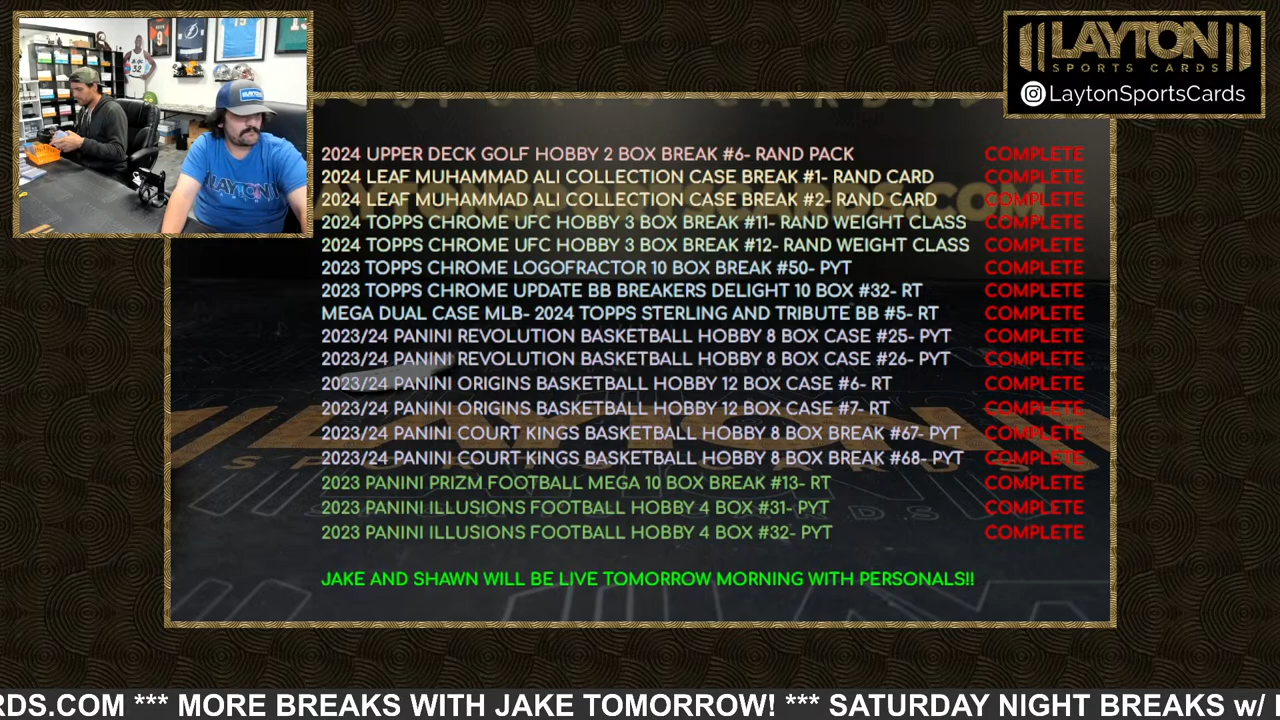 LAYTON
SPORTS CARDS
LaytonSportsCards
2024 UPPER DECK GOLF HOBBY 2 BOX BREAK #6- RAND PACK COMPLETE
2024 LEAF MUHAMMAD ALI COLLECTION CASE BREAK #1- RAND CARD COMPLETE
2024 LEAF MUHAMMAD ALI COLLECTION CASE BREAK #2- RAND CARD COMPLETE
2024 TOPPS CHROME UFC HOBBY 3 BOX BREAK #11- RAND WEIGHT CLASS COMPLETE
2024 TOPPS CHROME UFC HOBBY 3 BOX BREAK #12- RAND WEIGHT CLASS COMPLETE
2023 TOPPS CHROME LOGOFRACTOR 10 BOX BREAK #50- PYT COMPLETE
2023 TOPPS CHROME UPDATE BB BREAKERS DELIGHT 10 BOX #32- RT COMPLETE
MEGA DUAL CASE MLB- 2024 TOPPS STERLING AND TRIBUTE BB #5- RT COMPLETE
2023/24 PANINI REVOLUTION BASKETBALL HOBBY 8 BOX CASE #25- PYT COMPLETE
2023/24 PANINI REVOLUTION BASKETBALL HOBBY 8 BOX CASE #26- PYT COMPLETE
2023/24 PANINI ORIGINS BASKETBALL HOBBY 12 BOX CASE #6- RT COMPLETE
2023/24 PANINI ORIGINS BASKETBALL HOBBY 12 BOX CASE #7- RT COMPLETE
2023/24 PANINI COURT KINGS BASKETBALL HOBBY 8 BOX BREAK #67- PYT COMPLETE
2023/24 PANINI COURT KINGS BASKETBALL HOBBY 8 BOX BREAK #68- PYT COMPLETE
2023 PANINI PRIZM FOOTBALL MEGA 10 BOX BREAK #13- RT COMPLETE
2023 PANINI ILLUSIONS FOOTBALL HOBBY 4 BOX #31- PYT COMPLETE
2023 PANINI ILLUSIONS FOOTBALL HOBBY 4 BOX #32- PYT COMPLETE
JAKE AND SHAWN WILL BE LIVE TOMORROW MORNING WITH PERSONALS!!
RDS.COM *** MORE BREAKS WITH JAKE TOMORROW! *** SATURDAY NIGHT BREAKS w/